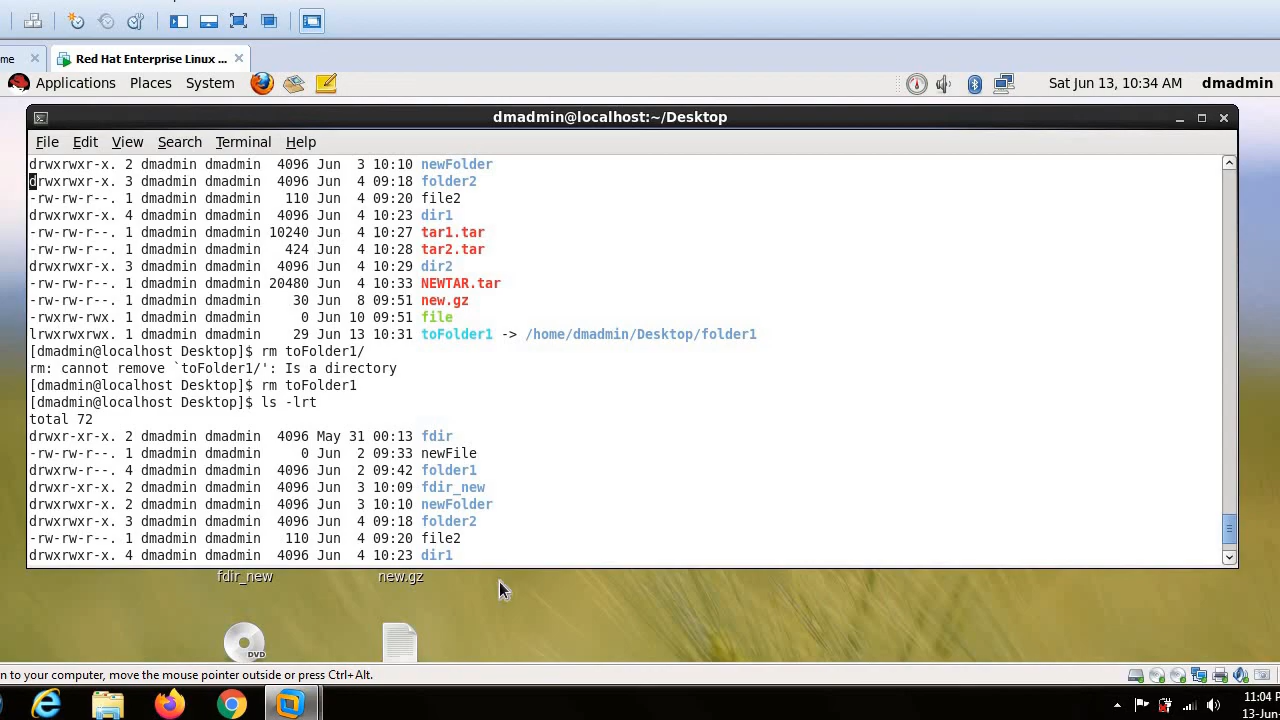 me
Red Hat Enterprise Linux ...
Applications Places System
Sat Jun 13, 10:34 AM dmadmin
dmadmin@localhost:~/Desktop
File Edit View Search Terminal Help
drwxrwxr-x. 2 dmadmin dmadmin  4096 Jun  3 10:10 newFolder
drwxrwxr-x. 3 dmadmin dmadmin  4096 Jun  4 09:18 folder2
-rw-rw-r--. 1 dmadmin dmadmin   110 Jun  4 09:20 file2
drwxrwxr-x. 4 dmadmin dmadmin  4096 Jun  4 10:23 dir1
-rw-rw-r--. 1 dmadmin dmadmin 10240 Jun  4 10:27 tar1.tar
-rw-rw-r--. 1 dmadmin dmadmin   424 Jun  4 10:28 tar2.tar
drwxrwxr-x. 3 dmadmin dmadmin  4096 Jun  4 10:29 dir2
-rw-rw-r--. 1 dmadmin dmadmin 20480 Jun  4 10:33 NEWTAR.tar
-rw-rw-r--. 1 dmadmin dmadmin    30 Jun  8 09:51 new.gz
-rwxrw-rwx. 1 dmadmin dmadmin     0 Jun 10 09:51 file
lrwxrwxrwx. 1 dmadmin dmadmin    29 Jun 13 10:31 toFolder1 -> /home/dmadmin/Desktop/folder1
[dmadmin@localhost Desktop]$ rm toFolder1/
rm: cannot remove `toFolder1/': Is a directory
[dmadmin@localhost Desktop]$ rm toFolder1
[dmadmin@localhost Desktop]$ ls -lrt
total 72
drwxr-xr-x. 2 dmadmin dmadmin  4096 May 31 00:13 fdir
-rw-rw-r--. 1 dmadmin dmadmin     0 Jun  2 09:33 newFile
drwxrwxr--. 4 dmadmin dmadmin  4096 Jun  2 09:42 folder1
drwxr-xr-x. 2 dmadmin dmadmin  4096 Jun  3 10:09 fdir_new
drwxrwxr-x. 2 dmadmin dmadmin  4096 Jun  3 10:10 newFolder
drwxrwxr-x. 3 dmadmin dmadmin  4096 Jun  4 09:18 folder2
-rw-rw-r--. 1 dmadmin dmadmin   110 Jun  4 09:20 file2
drwxrwxr-x. 4 dmadmin dmadmin  4096 Jun  4 10:23 dir1
fdir_new new.gz
DVD
n to your computer, move the mouse pointer outside or press Ctrl+Alt.
11:04 P
13-Jun-